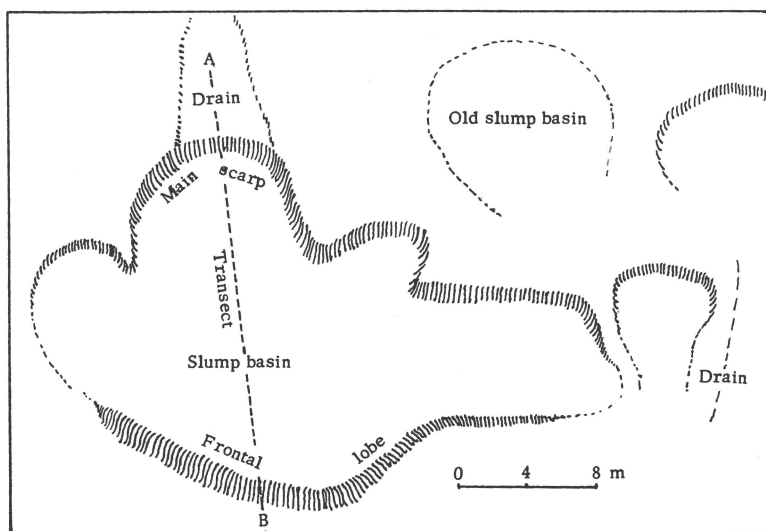 A
Drain
Old slump basin
Main scarp
Transect
Slump basin
Drain
Frontal lobe
0 4 8 m
B